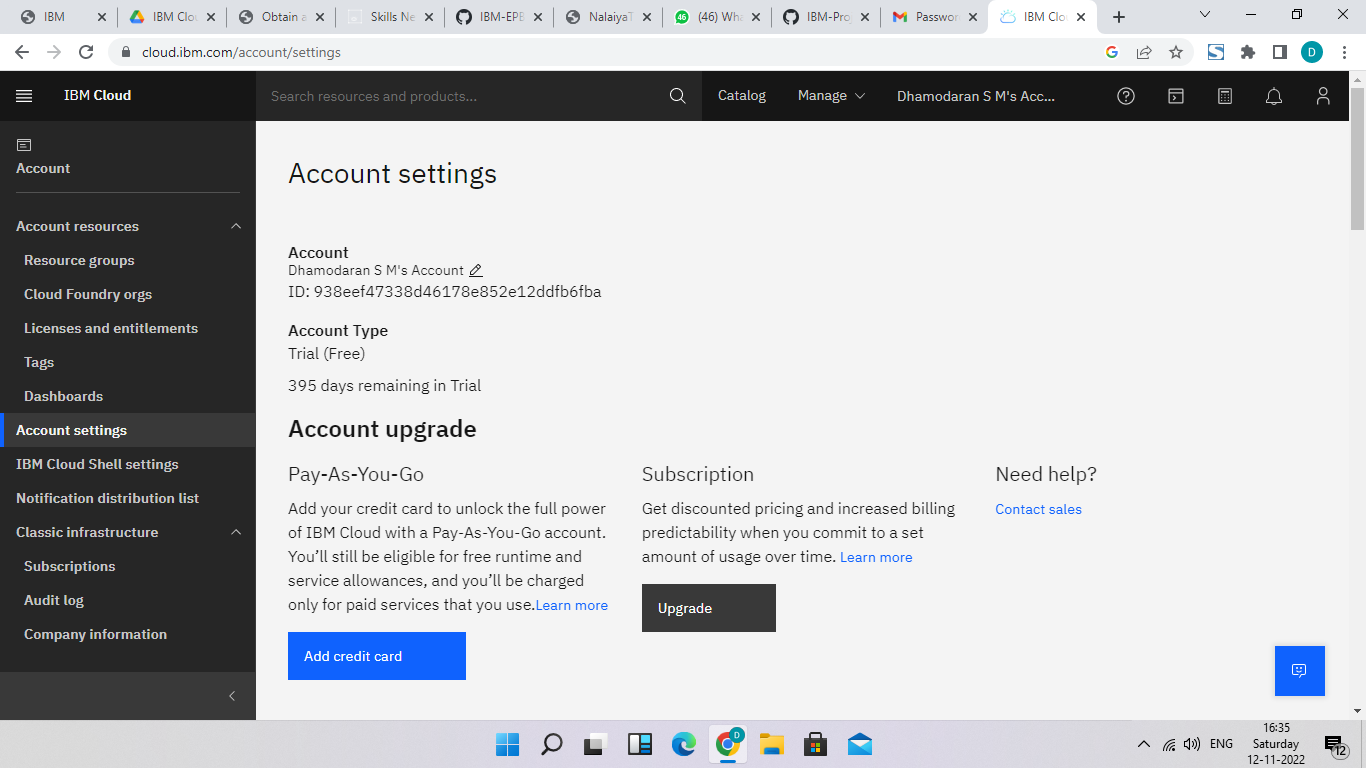 IBM
IBM Clou
Obtain a
Skills Ne
IBM-EPB
NalaiyaT
46
(46) Wha
IBM-Proj
Password
IBM Clou
cloud.ibm.com/account/settings
D
IBM Cloud
Search resources and products...
Catalog
Manage
Dhamodaran S M's Acc...
Account
Account resources
Resource groups
Cloud Foundry orgs
Licenses and entitlements
Tags
Dashboards
Account settings
IBM Cloud Shell settings
Notification distribution list
Classic infrastructure
Subscriptions
Audit log
Company information
Account settings
Account
Dhamodaran S M's Account
ID: 938eef47338d46178e852e12ddfb6fba
Account Type
Trial (Free)
395 days remaining in Trial
Account upgrade
Pay-As-You-Go
Add your credit card to unlock the full power
of IBM Cloud with a Pay-As-You-Go account.
You’ll still be eligible for free runtime and
service allowances, and you’ll be charged
only for paid services that you use.Learn more
Add credit card
Subscription
Get discounted pricing and increased billing
predictability when you commit to a set
amount of usage over time. Learn more
Upgrade
Need help?
Contact sales
D
ENG
16:35
Saturday
12-11-2022
12